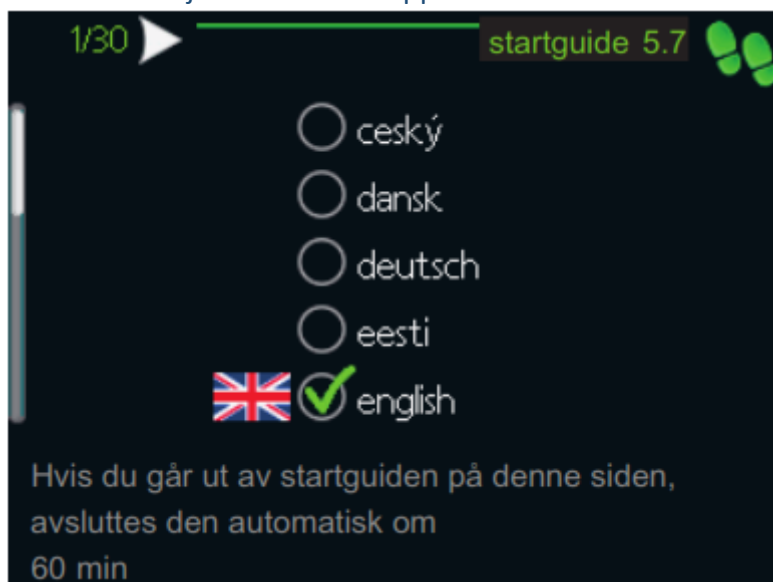 1/30 startguide 5.7
ceský
dansk
deutsch
eesti
english
Hvis du går ut av startguiden på denne siden,
avsluttes den automatisk om
60 min